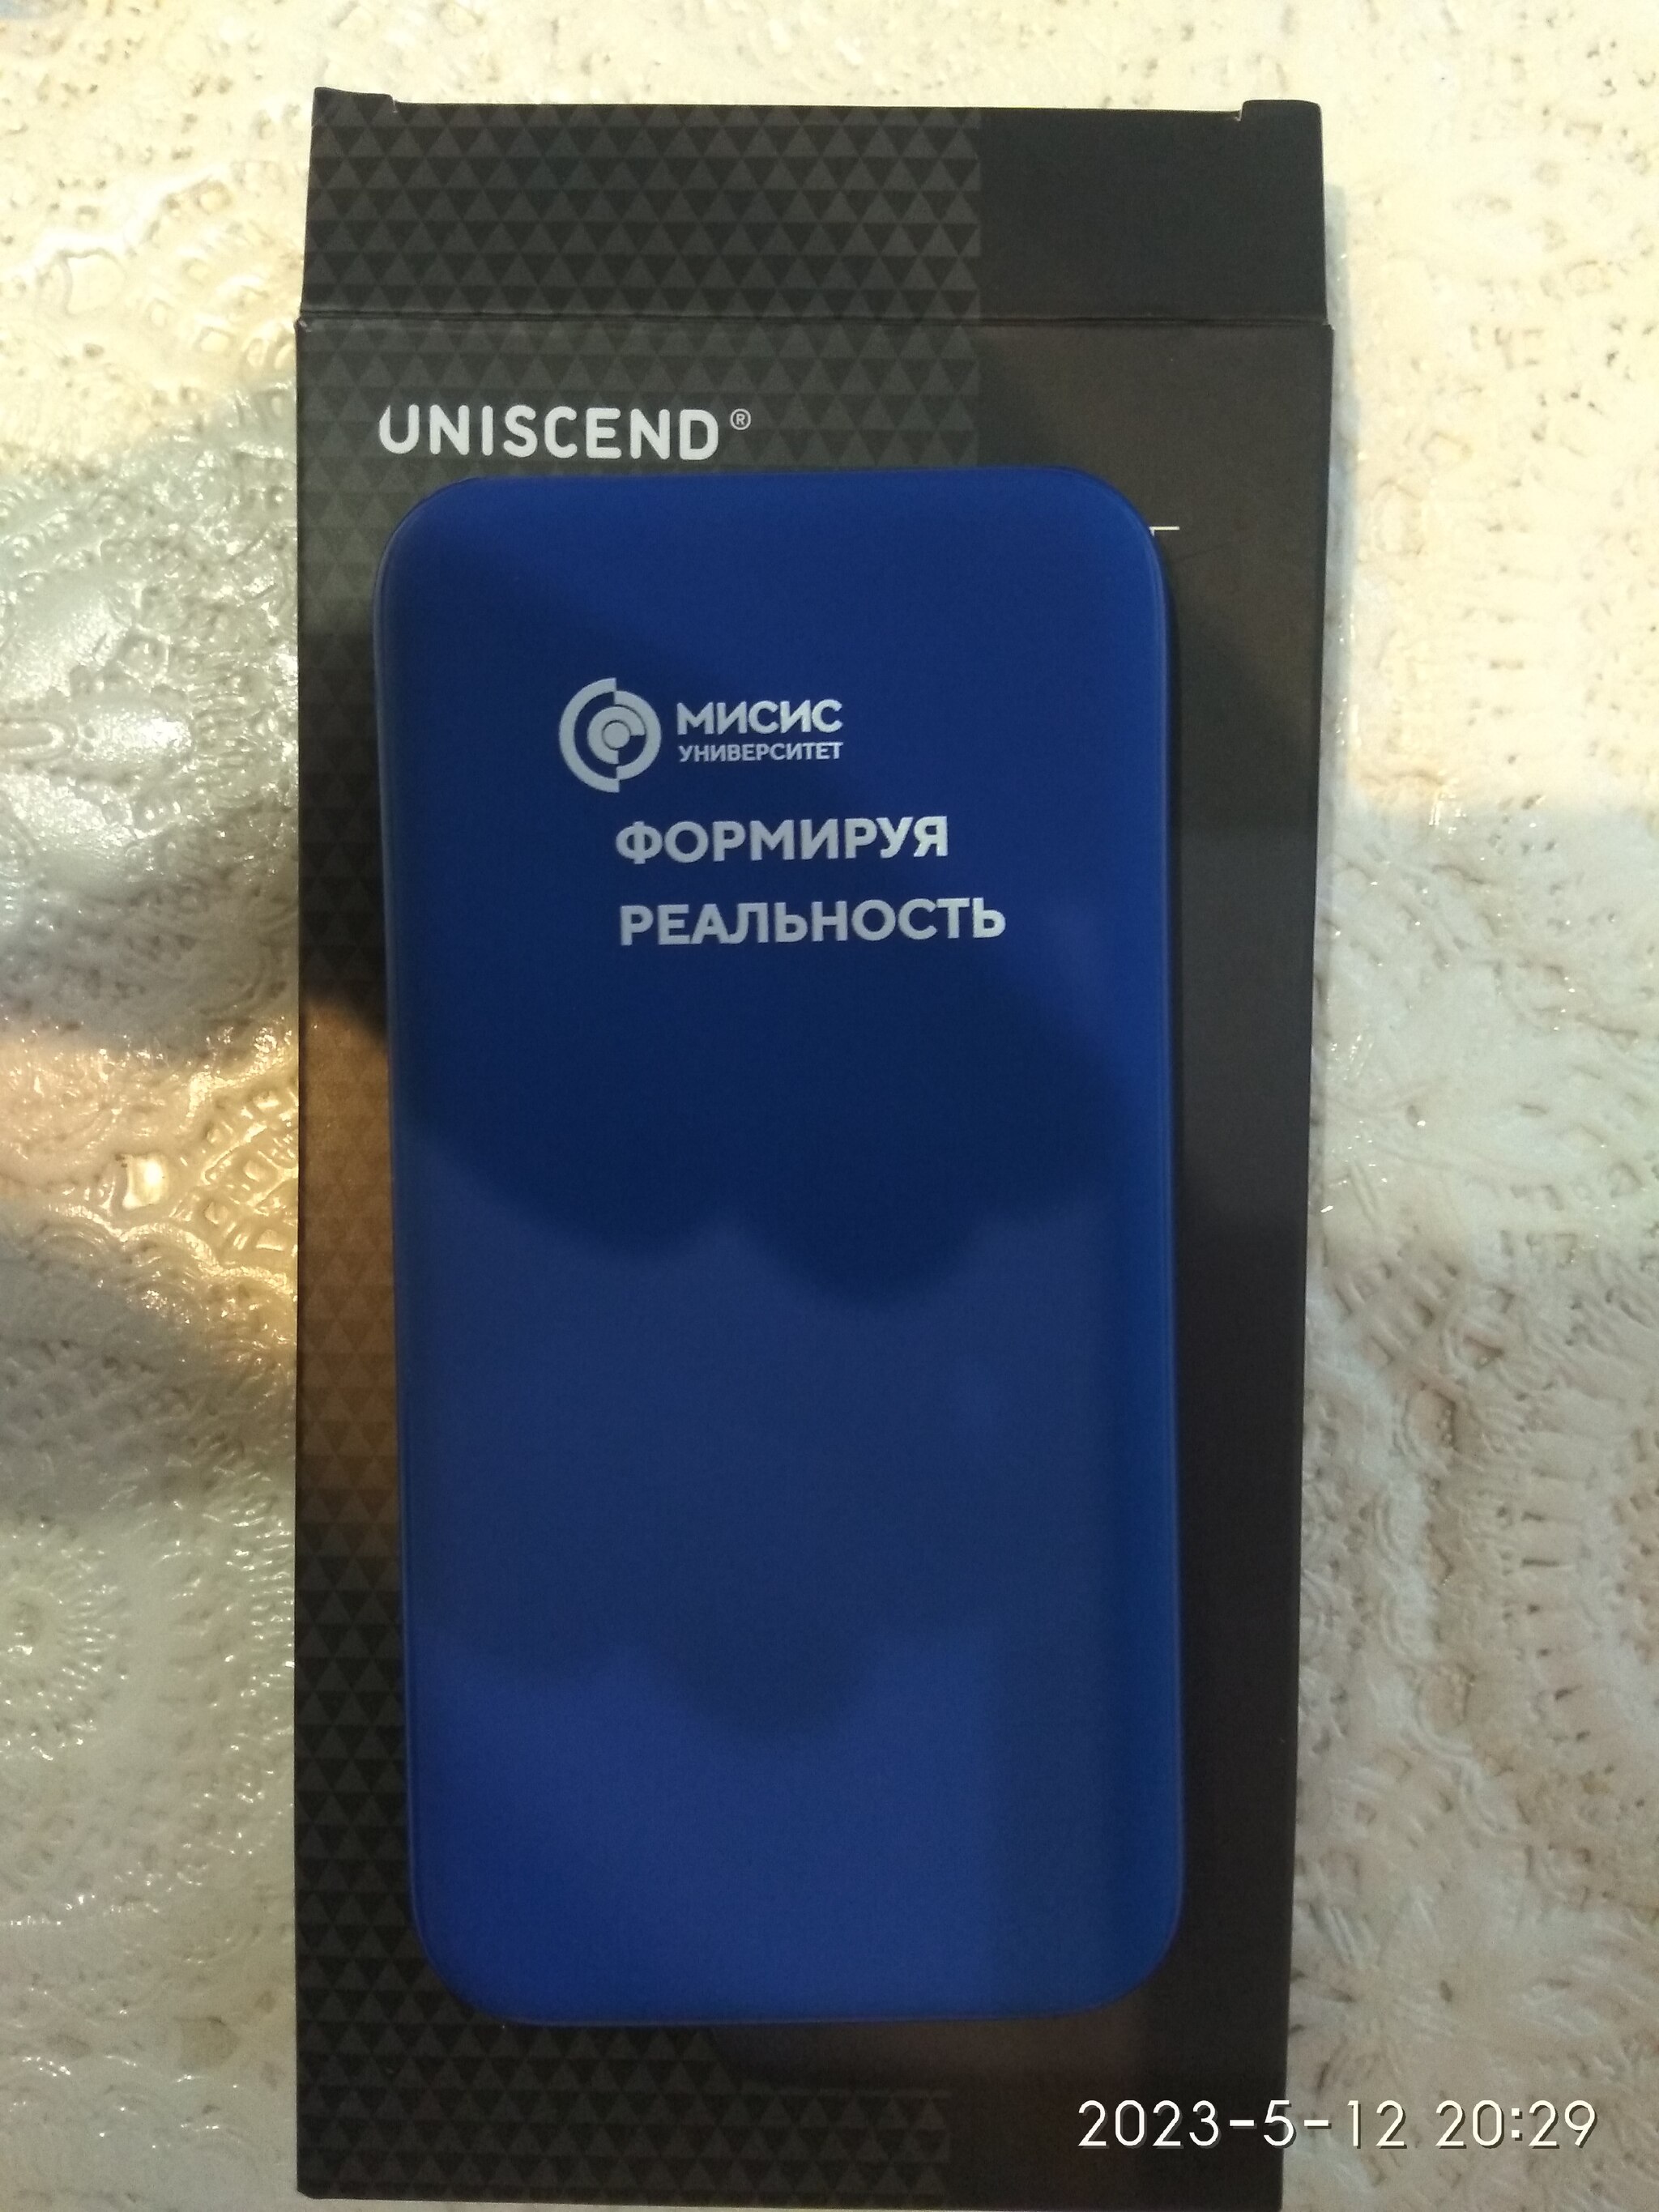 UNISCEND®
МИСИС
УНИВЕРСИТЕТ
ФОРМИРУЯ
РЕАЛЬНОСТЬ
2023-5-12 20:29